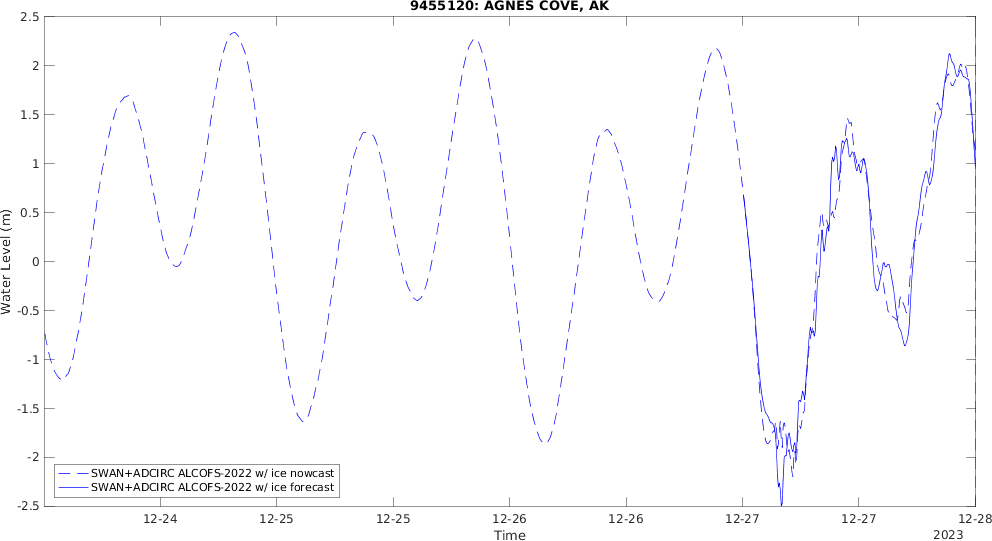 9455120: AGNES COVE, AK
2.5
2
1.5
1
0.5
0
-0.5
-1
-1.5
-2
-2.5
Water Level (m)
SWAN+ADCIRC ALCOFS-2022 w/ ice nowcast
SWAN+ADCIRC ALCOFS-2022 w/ ice forecast
12-24 12-25 12-25 12-26 12-26 12-27 12-27 12-28
Time
2023